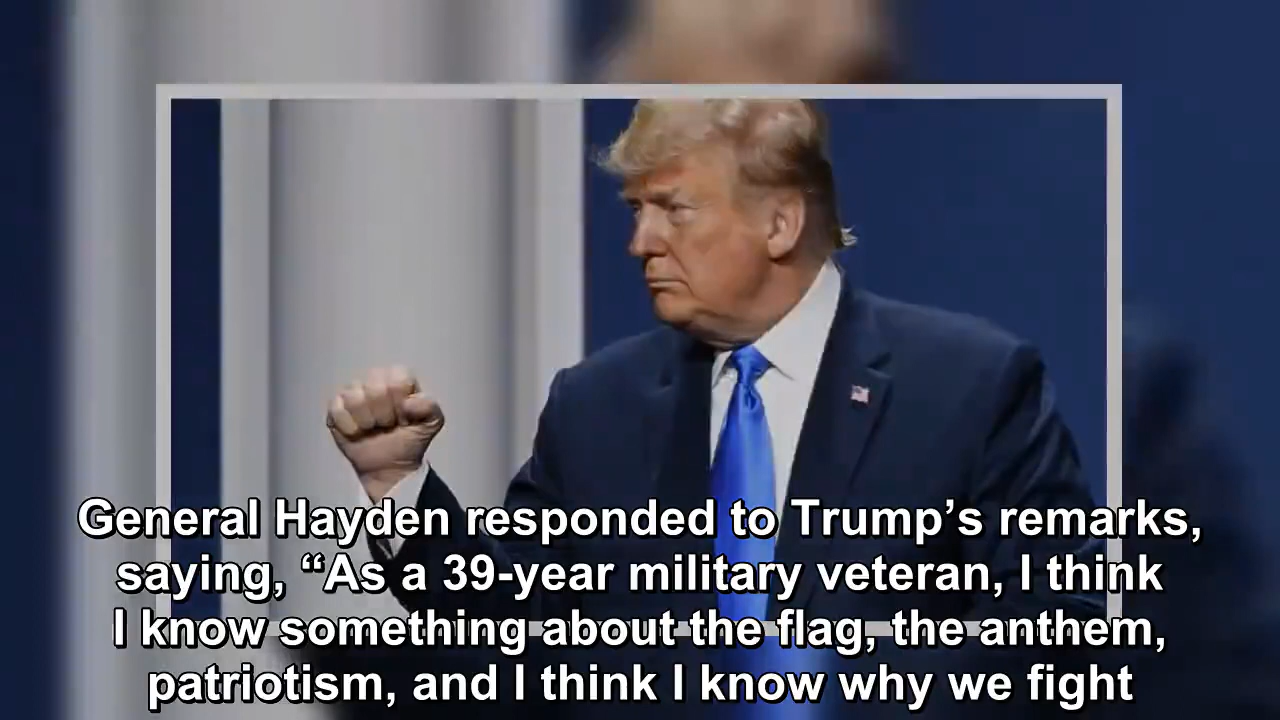 General Hayden responded to Trump’s remarks,
saying, “As a 39-year military veteran, I think
I know something about the flag, the anthem,
patriotism, and I think I know why we fight